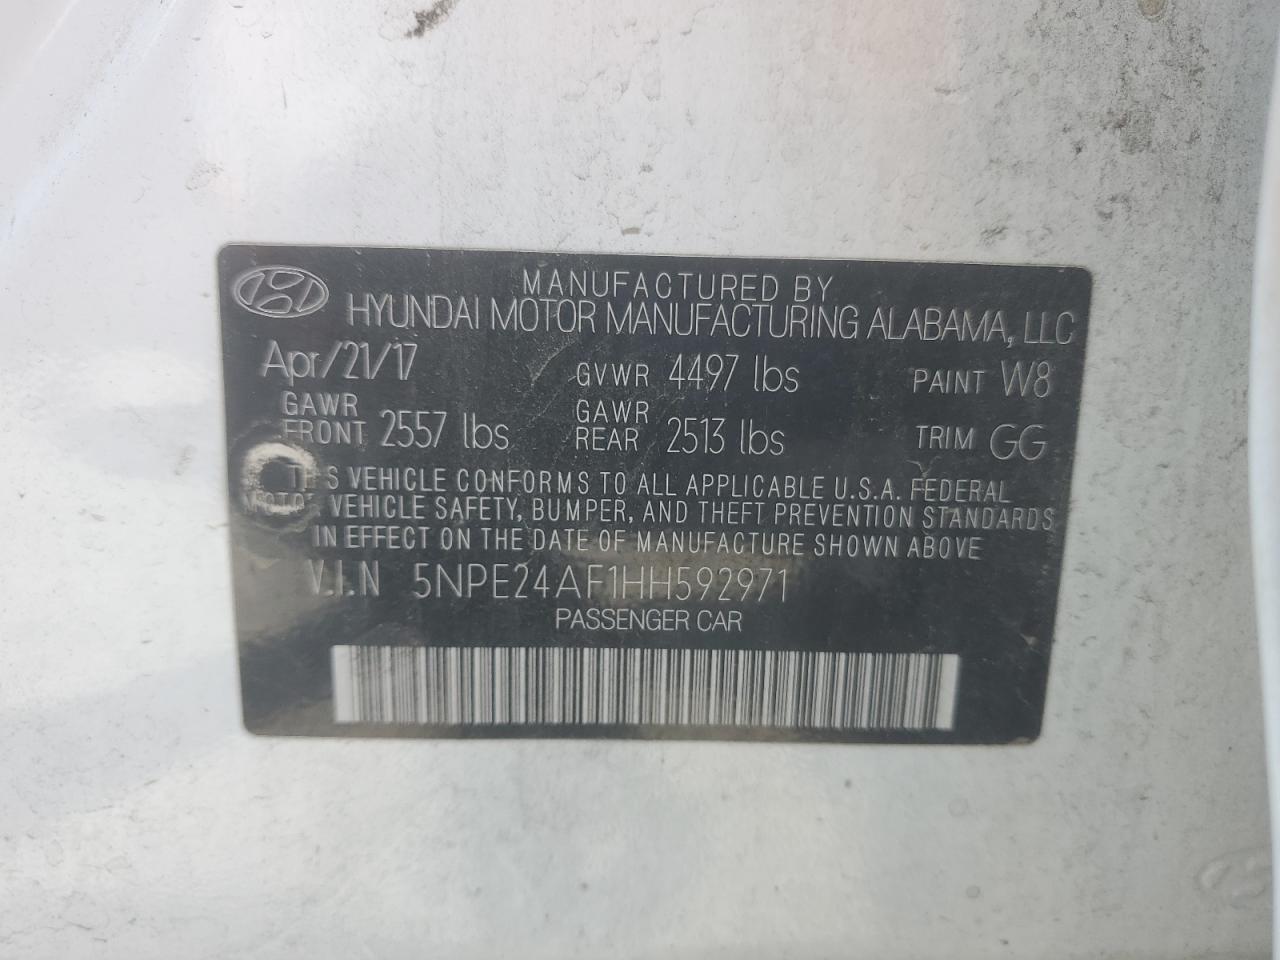 MANUFACTURED BY
HYUNDAI MOTOR MANUFACTURING ALABAMA, LLC
Apr/21/17 GVWR 4497 lbs PAINT W8
GAWR FRONT 2557 lbs GAWR REAR 2513 lbs TRIM GG
THIS VEHICLE CONFORMS TO ALL APPLICABLE U.S.A. FEDERAL
MOTOR VEHICLE SAFETY, BUMPER, AND THEFT PREVENTION STANDARDS
IN EFFECT ON THE DATE OF MANUFACTURE SHOWN ABOVE
V.I.N 5NPE24AF1HH592971
PASSENGER CAR